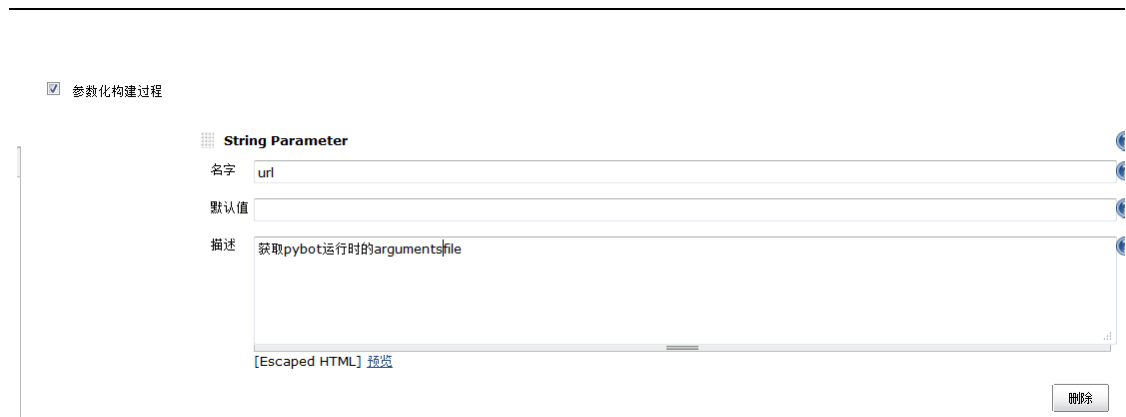 参数化构建过程
String Parameter
名字 url
默认值
描述 获取pybot运行时的argumentsfile
[Escaped HTML] 预览
删除